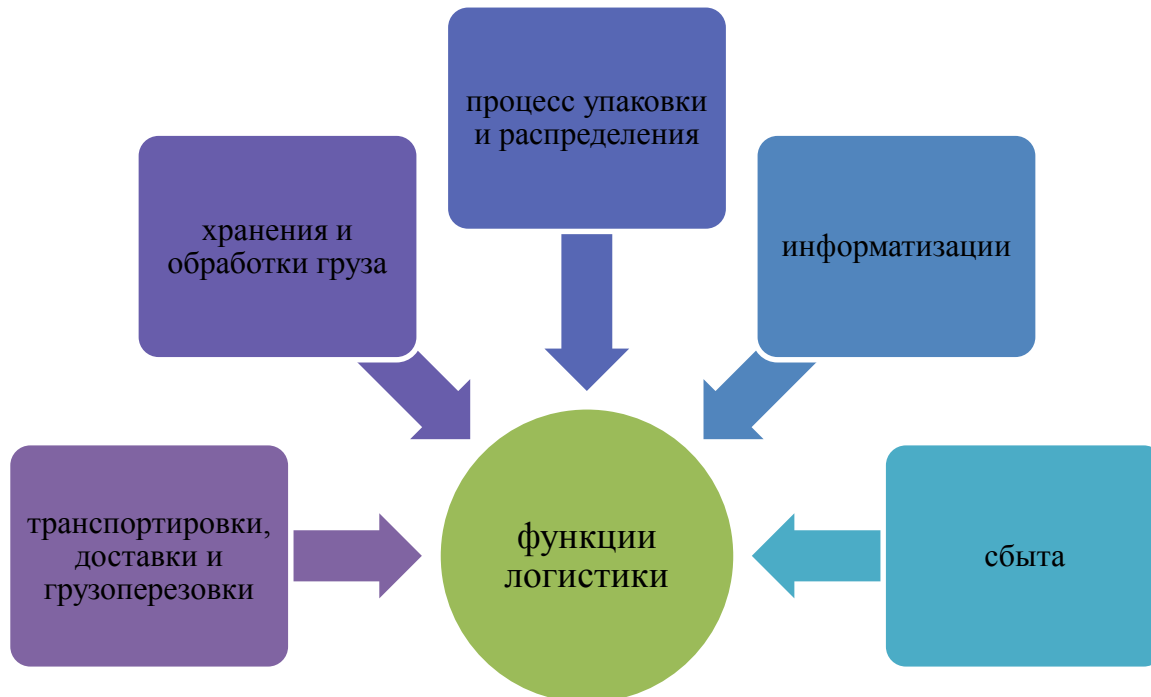 процесс упаковки
и распределения
хранения и
обработки груза
информатизации
транспортировки,
доставки и
грузоперезовки
функции
логистики
сбыта